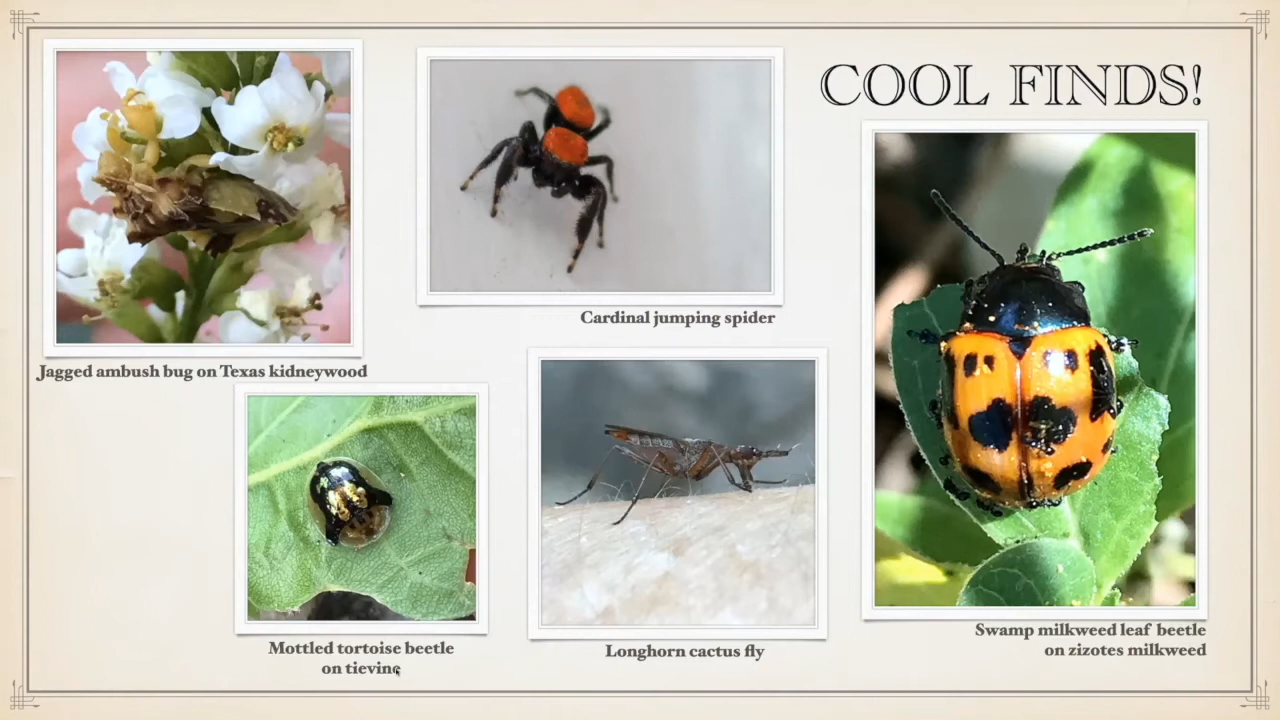 COOL FINDS!
Jagged ambush bug on Texas kidneywood
Cardinal jumping spider
Mottled tortoise beetle
on tievine
Longhorn cactus fly
Swamp milkweed leaf beetle
on zizotes milkweed